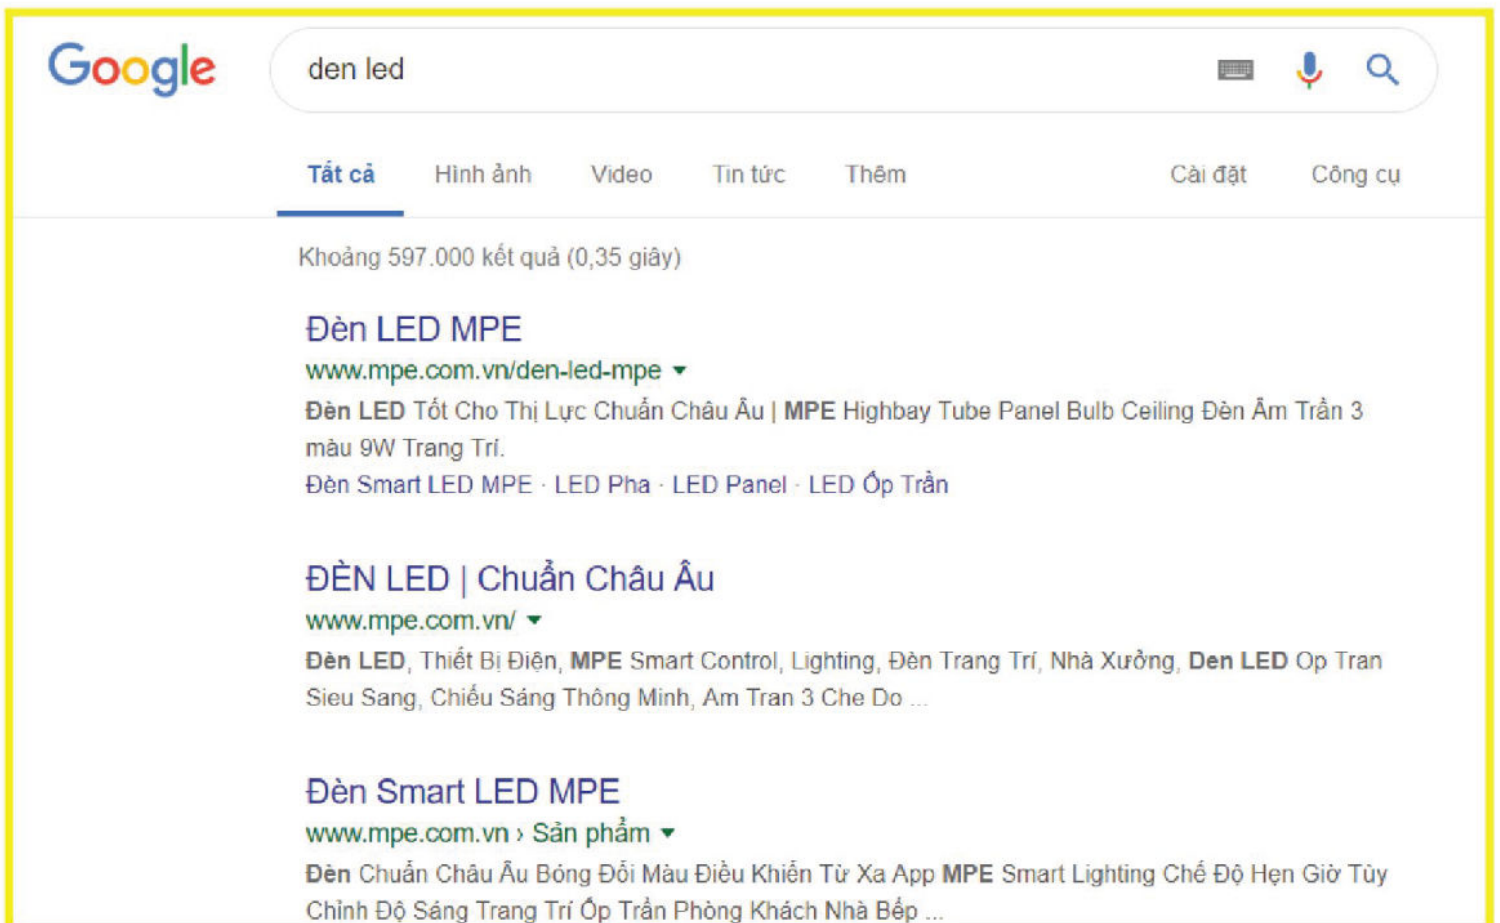 Google den led
Tất cả Hình ảnh Video Tin tức Thêm Cài đặt Công cụ
Khoảng 597.000 kết quả (0,35 giây)
Đèn LED MPE
www.mpe.com.vn/den-led-mpe
Đèn LED Tốt Cho Thị Lực Chuẩn Châu Âu | MPE Highbay Tube Panel Bulb Ceiling Đèn Âm Trần 3
màu 9W Trang Trí.
Đèn Smart LED MPE · LED Pha · LED Panel · LED Ốp Trần
ĐÈN LED | Chuẩn Châu Âu
www.mpe.com.vn/
Đèn LED, Thiết Bị Điện, MPE Smart Control, Lighting, Đèn Trang Trí, Nhà Xưởng, Den LED Op Tran
Sieu Sang, Chiếu Sáng Thông Minh, Am Tran 3 Che Do ...
Đèn Smart LED MPE
www.mpe.com.vn › Sản phẩm
Đèn Chuẩn Châu Âu Bóng Đổi Màu Điều Khiển Từ Xa App MPE Smart Lighting Chế Độ Hẹn Giờ Tùy
Chỉnh Độ Sáng Trang Trí Ốp Trần Phòng Khách Nhà Bếp ...